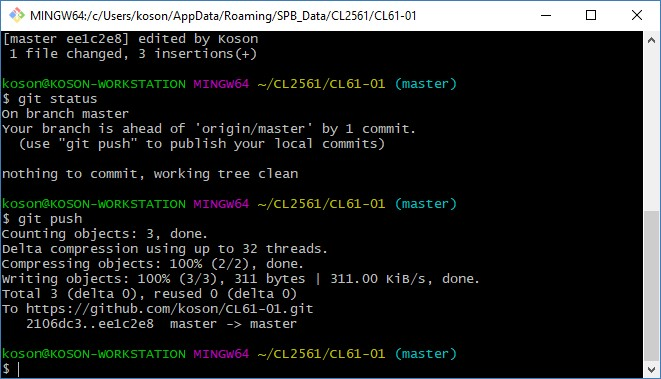 MINGW64:/c/Users/koson/AppData/Roaming/SPB_Data/CL2561/CL61-01
[master ee1c2e8] edited by Koson
 1 file changed, 3 insertions(+)
koson@KOSON-WORKSTATION MINGW64 ~/CL2561/CL61-01 (master)
$ git status
On branch master
Your branch is ahead of 'origin/master' by 1 commit.
  (use "git push" to publish your local commits)
nothing to commit, working tree clean
koson@KOSON-WORKSTATION MINGW64 ~/CL2561/CL61-01 (master)
$ git push
Counting objects: 3, done.
Delta compression using up to 32 threads.
Compressing objects: 100% (2/2), done.
Writing objects: 100% (3/3), 311 bytes | 311.00 KiB/s, done.
Total 3 (delta 0), reused 0 (delta 0)
To https://github.com/koson/CL61-01.git
   2106dc3..ee1c2e8  master -> master
koson@KOSON-WORKSTATION MINGW64 ~/CL2561/CL61-01 (master)
$